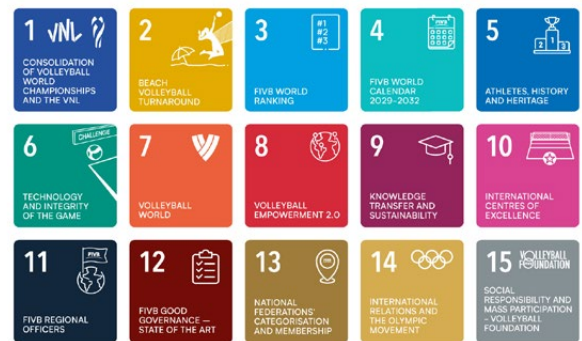 1 VNL
CONSOLIDATION
OF VOLLEYBALL
WORLD
CHAMPIONSHIPS
AND THE VNL
2
BEACH
VOLLEYBALL
TURNAROUND
3
#1
#2
#3
FIVB WORLD
RANKING
4
FIVB WORLD
CALENDAR
2029–2032
5
2 1 3
ATHLETES, HISTORY
AND HERITAGE
6
CHALLENGE
TECHNOLOGY
AND INTEGRITY
OF THE GAME
7
VOLLEYBALL
WORLD
8
VOLLEYBALL
EMPOWERMENT 2.0
9
KNOWLEDGE
TRANSFER AND
SUSTAINABILITY
10
INTERNATIONAL
CENTRES OF
EXCELLENCE
11
FIVB
FIVB REGIONAL
OFFICERS
12
FIVB GOOD
GOVERNANCE —
STATE OF THE ART
13
NATIONAL
FEDERATIONS'
CATEGORISATION
AND MEMBERSHIP
14
INTERNATIONAL
RELATIONS AND
THE OLYMPIC
MOVEMENT
15
VOLLEYBALL
FOUNDATION
SOCIAL
RESPONSIBILITY AND
MASS PARTICIPATION
– VOLLEYBALL
FOUNDATION